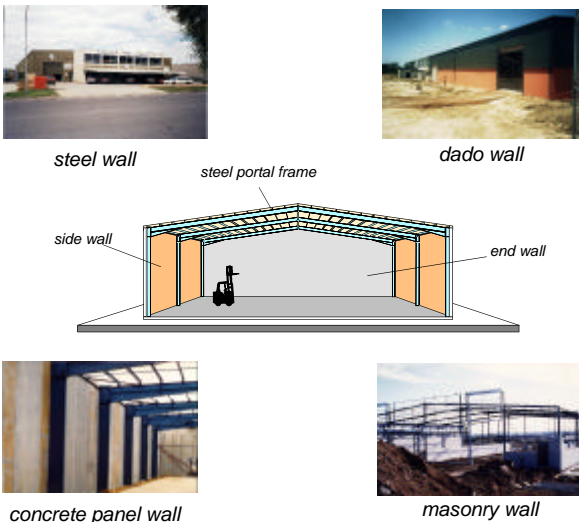 steel wall
dado wall
steel portal frame
side wall
end wall
concrete panel wall
masonry wall